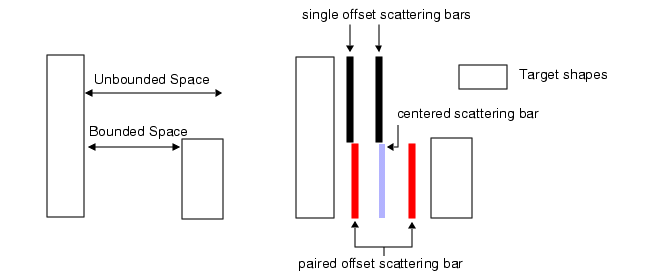 single offset scattering bars
Unbounded Space
Target shapes
centered scattering bar
Bounded Space
paired offset scattering bar